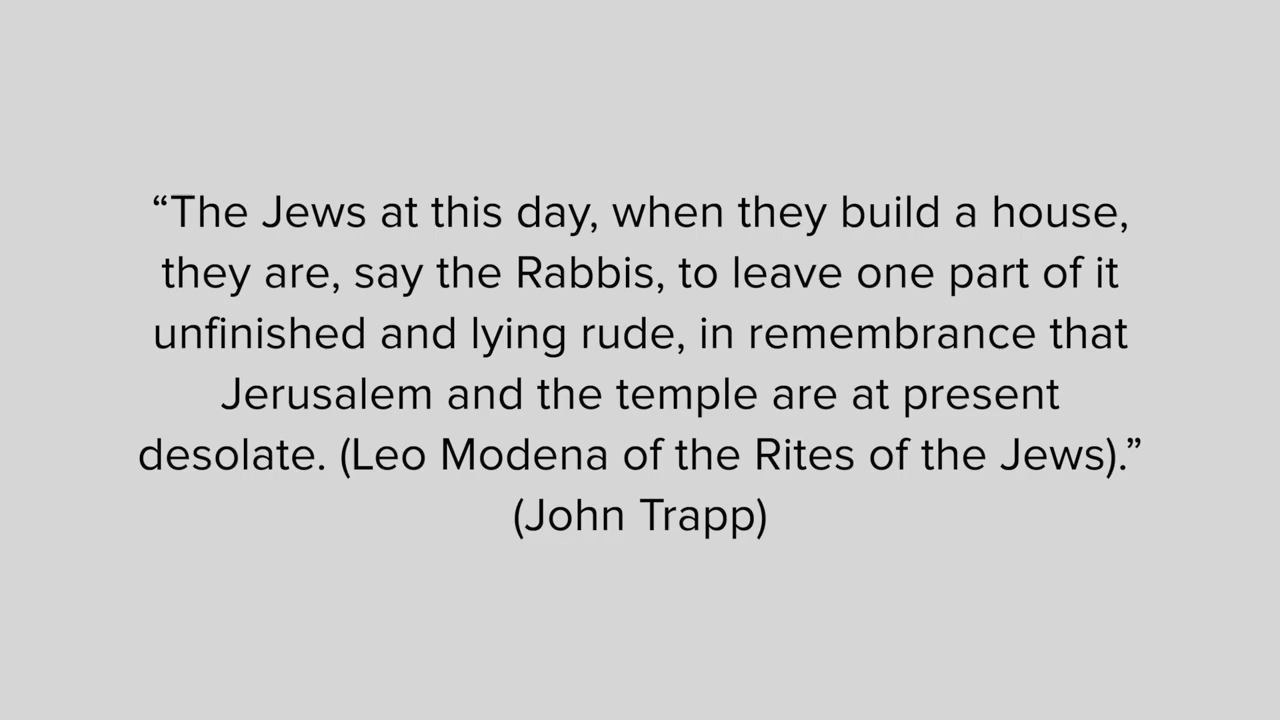 “The Jews at this day, when they build a house,
they are, say the Rabbis, to leave one part of it
unfinished and lying rude, in remembrance that
Jerusalem and the temple are at present
desolate. (Leo Modena of the Rites of the Jews).”
(John Trapp)